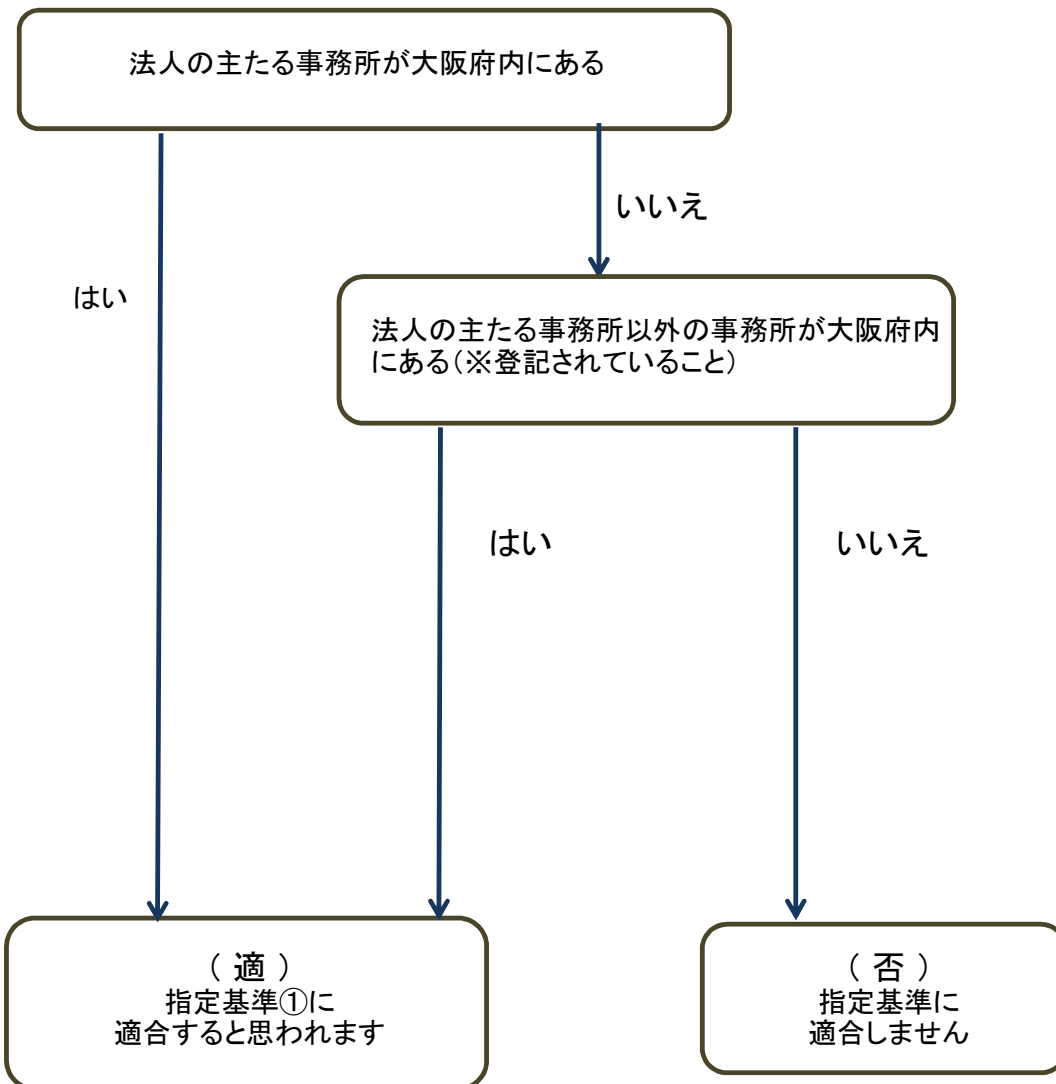 法人の主たる事務所が大阪府内にある
いいえ
はい
法人の主たる事務所以外の事務所が大阪府内
にある(※登記されていること)
はい
いいえ
( 適 )
指定基準①に
適合すると思われます
( 否 )
指定基準に
適合しません